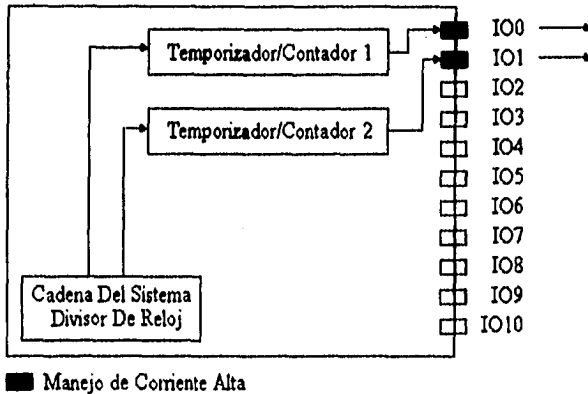 Temporizador/Contador 1
Temporizador/Contador 2
Cadena Del Sistema
Divisor De Reloj
IO0
IO1
IO2
IO3
IO4
IO5
IO6
IO7
IO8
IO9
IO10
Manejo de Corriente Alta